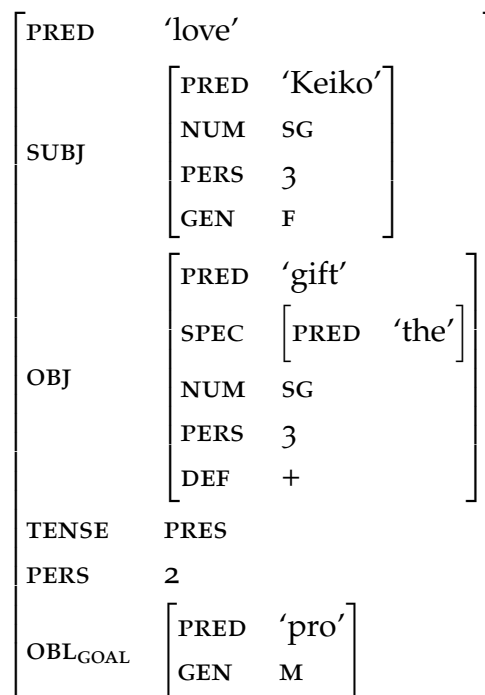 PRED ‘love’
PRED ‘Keiko’
NUM SG
SUBJ
PERS 3
GEN F
PRED ‘gift’
SPEC [PRED ‘the’]
OBJ
NUM SG
PERS 3
DEF +
TENSE PRES
PERS 2
PRED ‘pro’
OBL_GOAL
GEN M